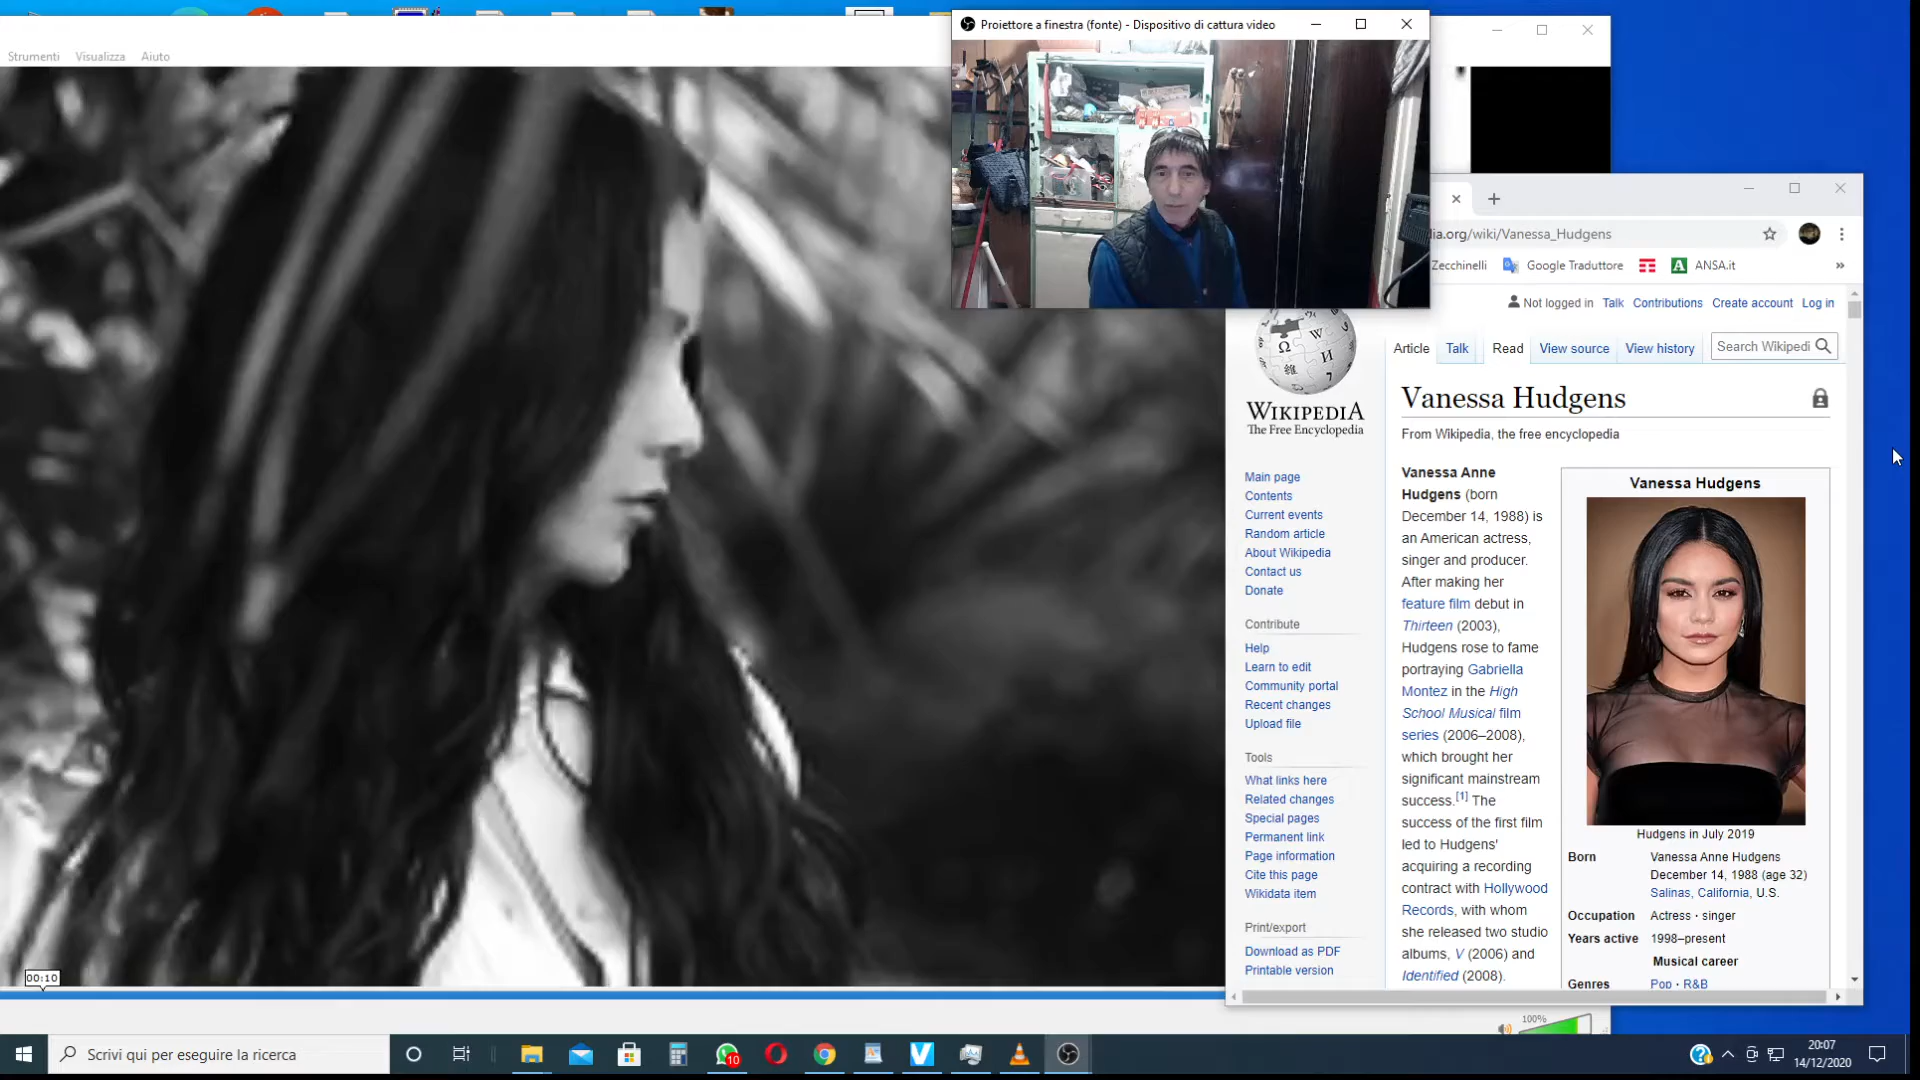 Proiettore a finestra (fonte) - Dispositivo di cattura video
Strumenti Visualizza Aiuto
dia.org/wiki/Vanessa_Hudgens
Zecchinelli Google Traduttore ANSA.it »
Not logged in Talk Contributions Create account Log in
Article Talk Read View source View history Search Wikipedi
WIKIPEDIA
The Free Encyclopedia
Main page
Contents
Current events
Random article
About Wikipedia
Contact us
Donate
Contribute
Help
Learn to edit
Community portal
Recent changes
Upload file
Tools
What links here
Related changes
Special pages
Permanent link
Page information
Cite this page
Wikidata item
Print/export
Download as PDF
Printable version
Vanessa Hudgens
From Wikipedia, the free encyclopedia
Vanessa Anne
Hudgens (born
December 14, 1988) is
an American actress,
singer and producer.
After making her
feature film debut in
Thirteen (2003),
Hudgens rose to fame
portraying Gabriella
Montez in the High
School Musical film
series (2006–2008),
which brought her
significant mainstream
success.[1] The
success of the first film
led to Hudgens'
acquiring a recording
contract with Hollywood
Records, with whom
she released two studio
albums, V (2006) and
Identified (2008).
Vanessa Hudgens
Hudgens in July 2019
Born Vanessa Anne Hudgens
December 14, 1988 (age 32)
Salinas, California, U.S.
Occupation Actress · singer
Years active 1998–present
Musical career
Genres Pop · R&B
00:10
100%
Scrivi qui per eseguire la ricerca
10
20:07
14/12/2020